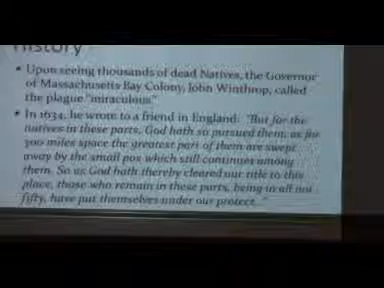 History
• Upon seeing thousands of dead Natives, the Governor
of Massachusetts Bay Colony, John Winthrop, called
the plague "miraculous"
• In 1634, he wrote to a friend in England: "But for the
natives in these parts, God hath so pursued them, as for
300 miles space the greatest part of them are swept
away by the small pox which still continues among
them. So as God hath thereby cleared our title to this
place, those who remain in these parts, being in all not
fifty, have put themselves under our protect..."